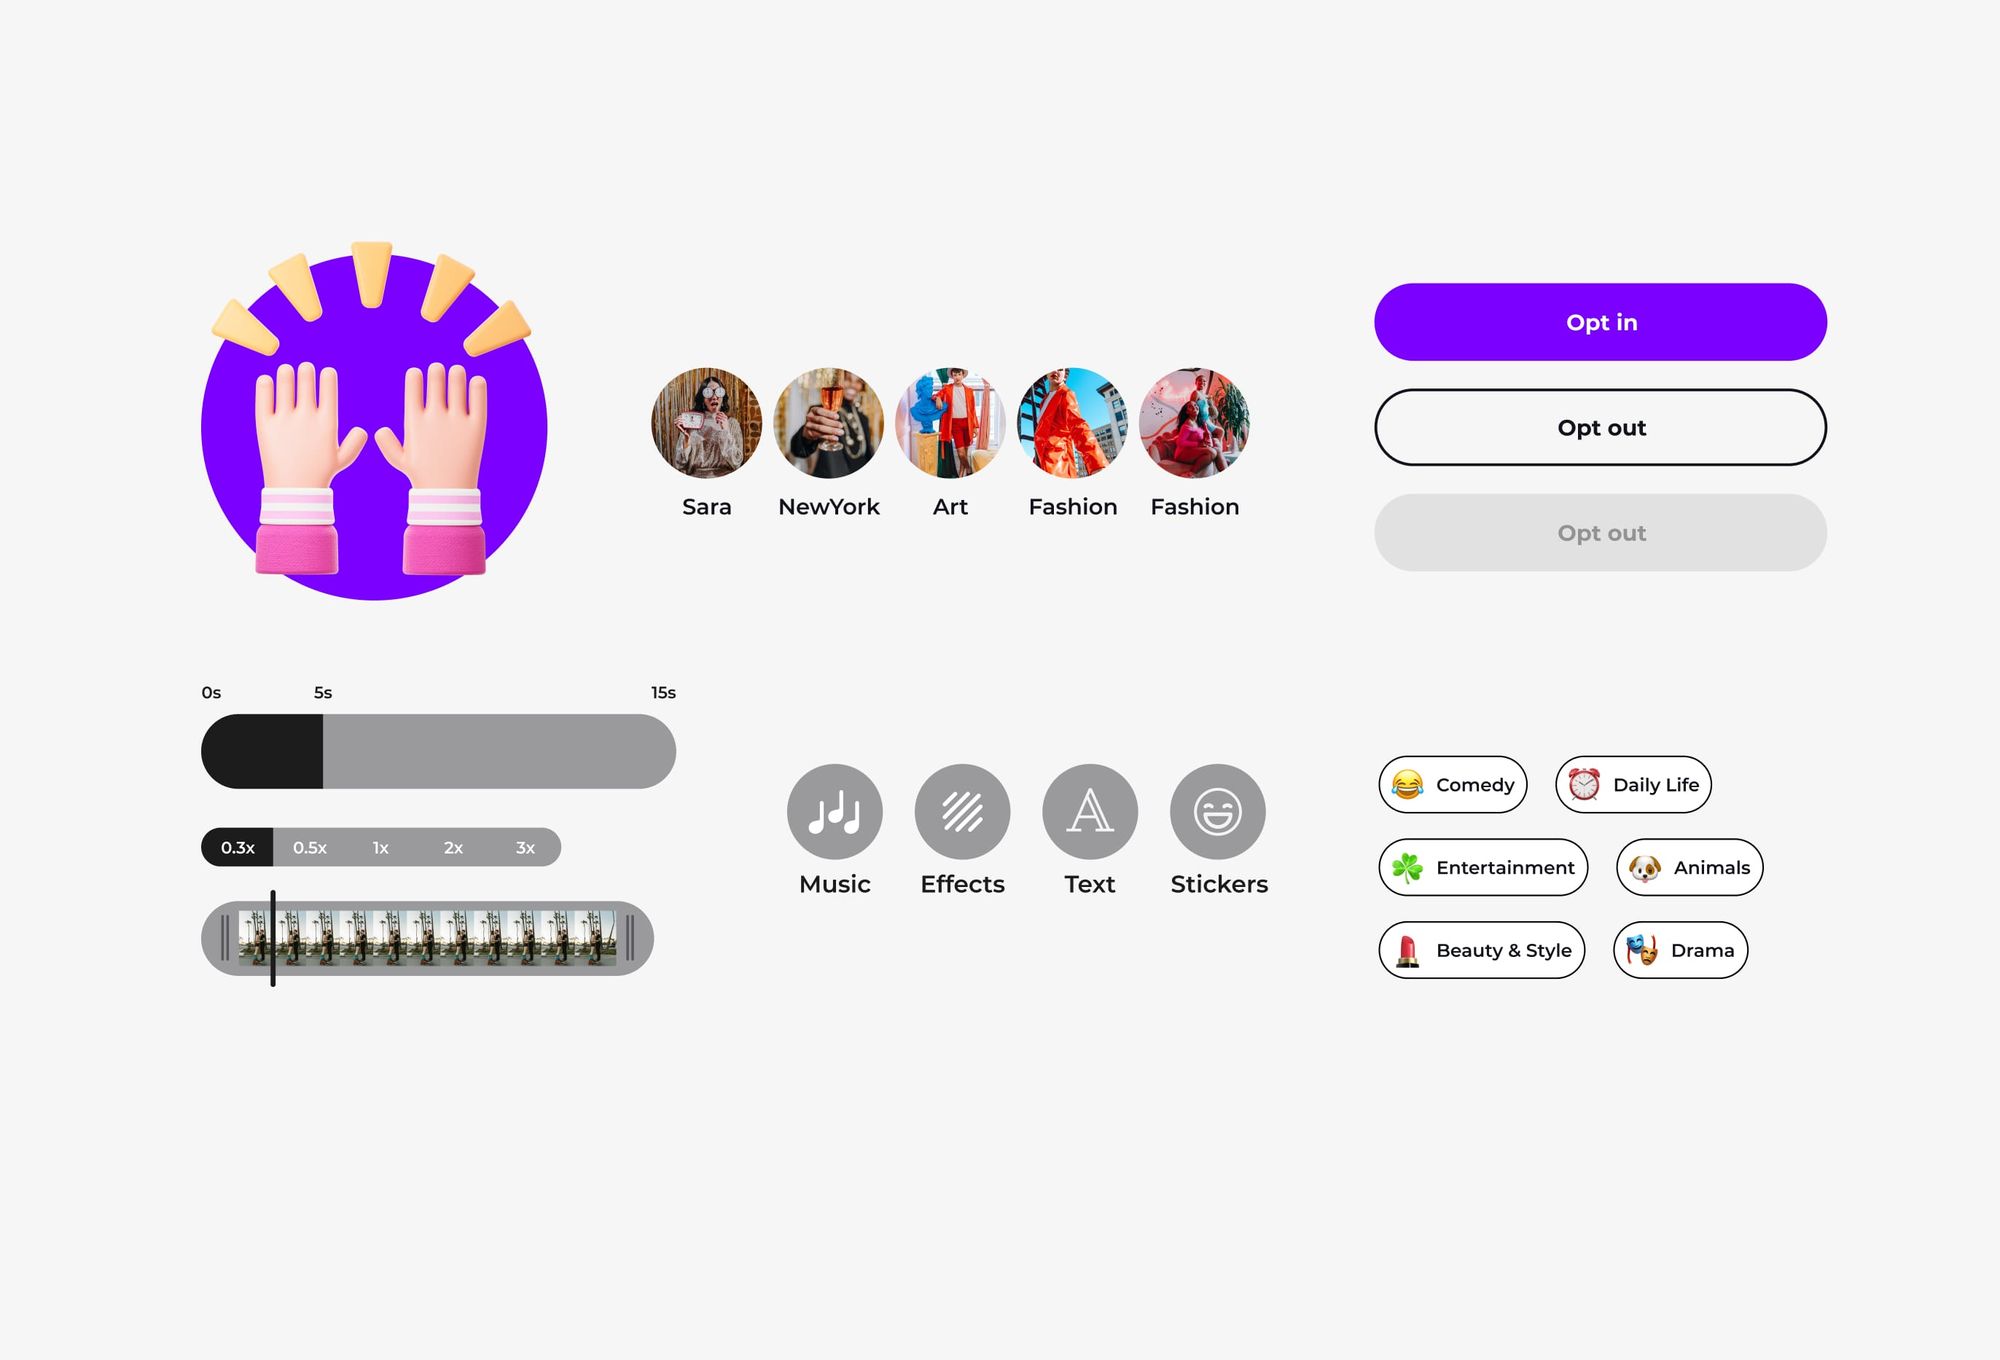 Sara
NewYork
Art
Fashion
Fashion
Opt in
Opt out
Opt out
0s
5s
15s
0.3x
0.5x
1x
2x
3x
Music
Effects
Text
Stickers
Comedy
Daily Life
Entertainment
Animals
Beauty & Style
Drama